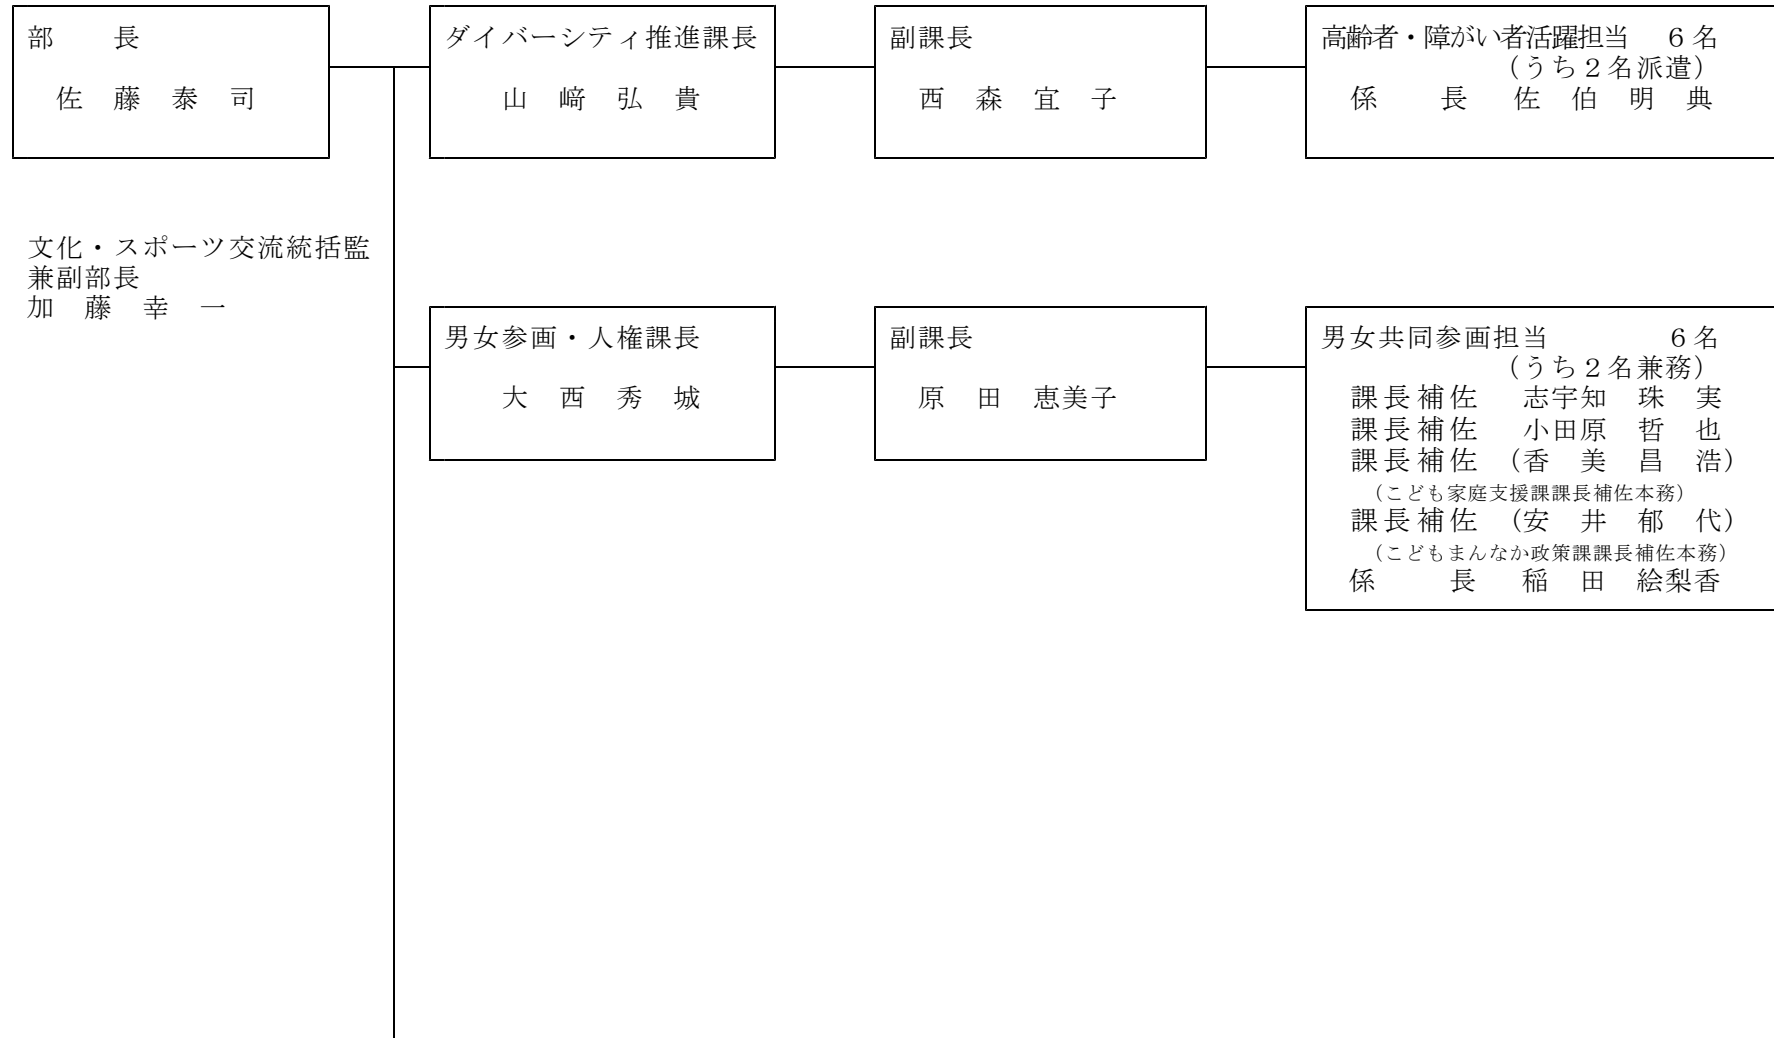 部　　長
佐　藤　泰　司
文化・スポーツ交流統括監
兼副部長
加　藤　幸　一
ダイバーシティ推進課長
山　﨑　弘　貴
副課長
西　森　宜　子
高齢者・障がい者活躍担当　６名
（うち２名派遣）
係　　長　佐　伯　明　典
男女参画・人権課長
大　西　秀　城
副課長
原　田　恵美子
男女共同参画担当　　　　６名
（うち２名兼務）
課長補佐　志宇知　珠　実
課長補佐　小田原　哲　也
課長補佐（香　美　昌　浩）
（こども家庭支援課課長補佐本務）
課長補佐（安　井　郁　代）
（こどもまんなか政策課課長補佐本務）
係　　長　稲　田　絵梨香